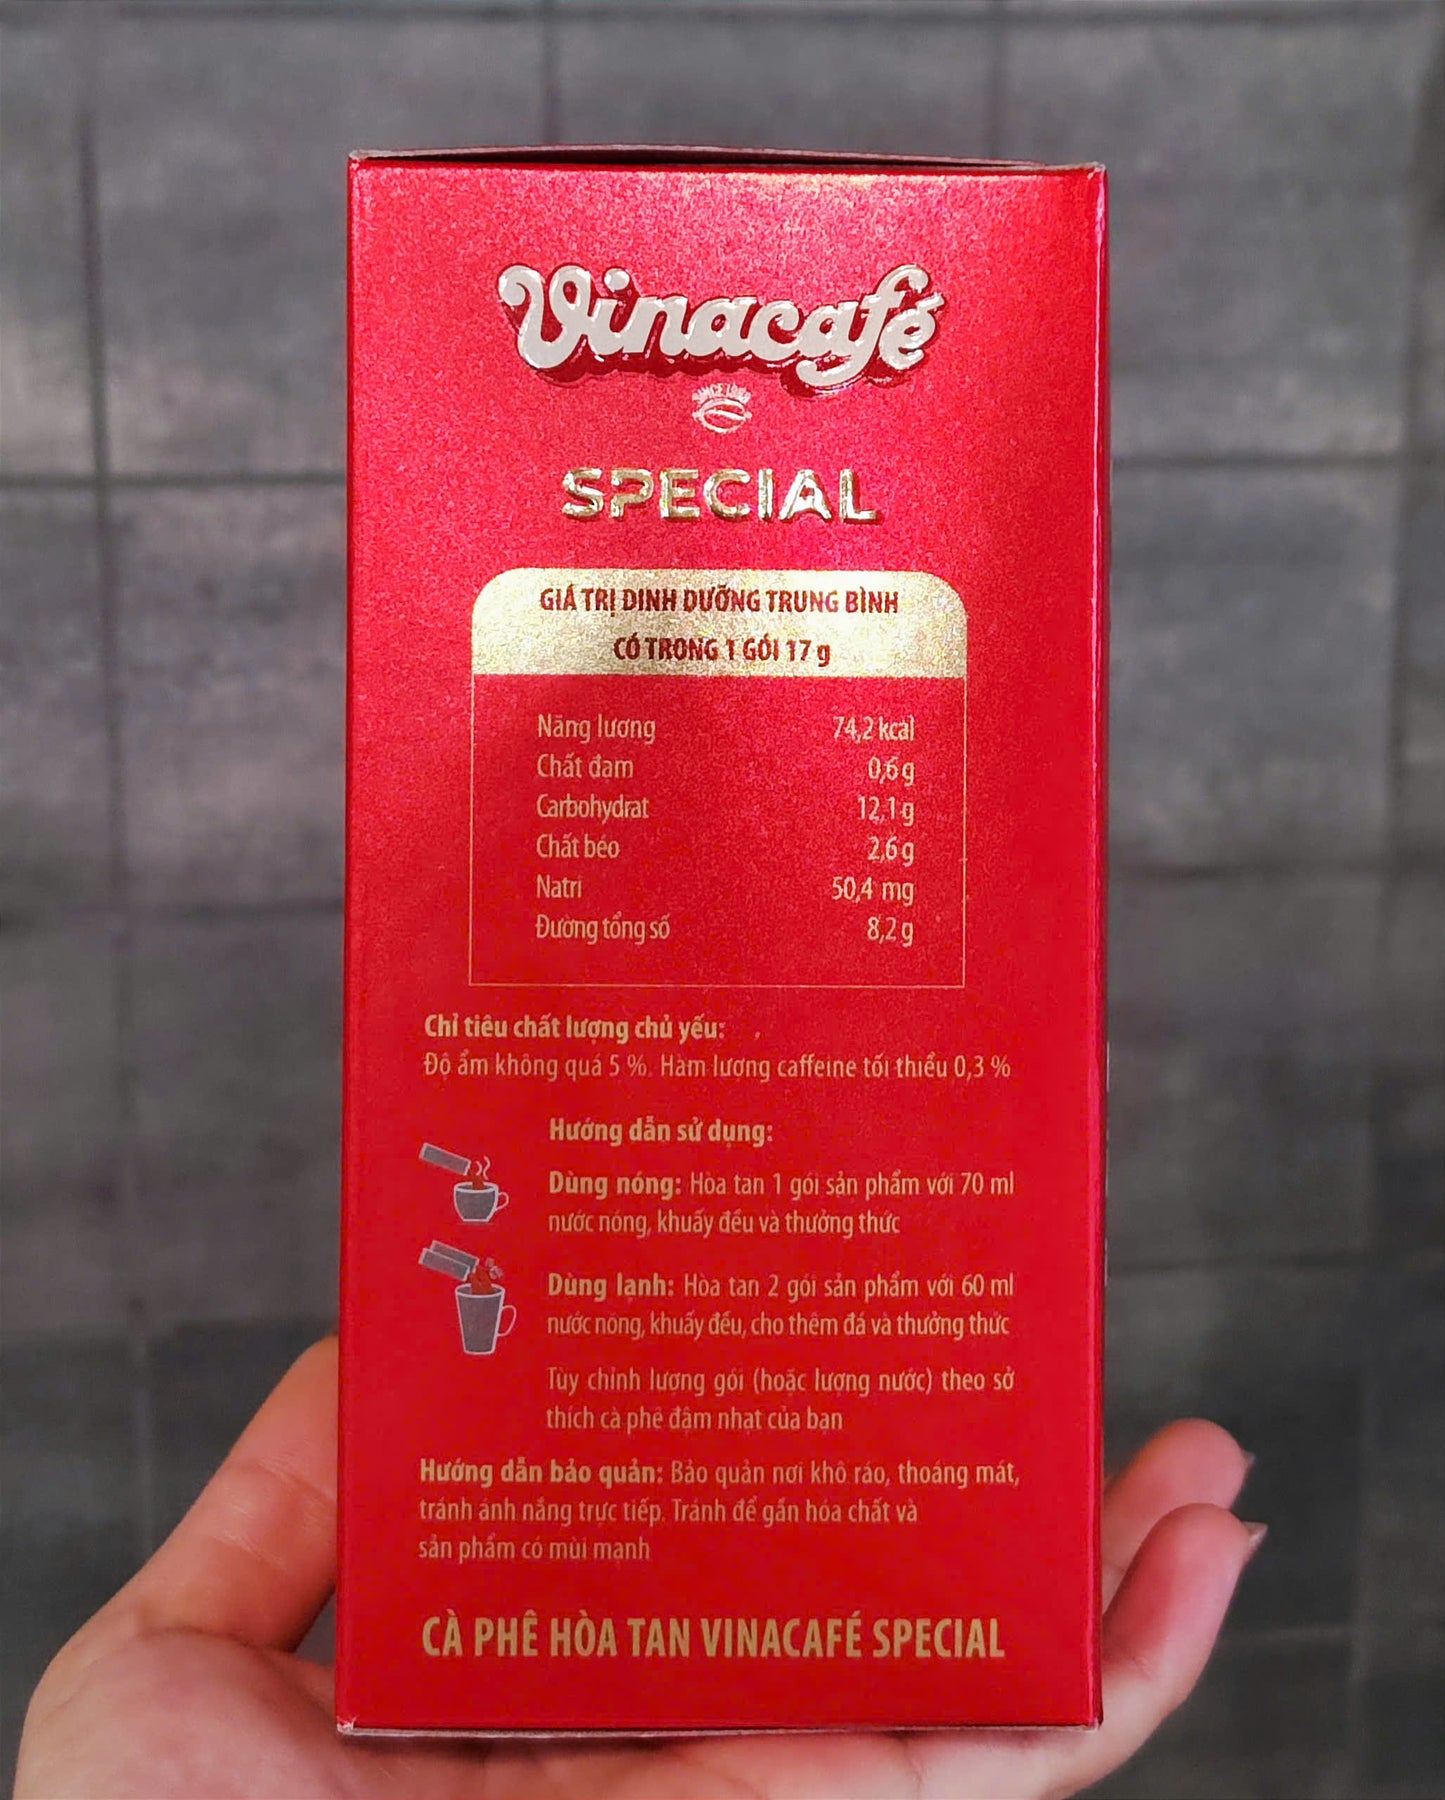 Vinacafé
SINCE 1968
SPECIAL
GIÁ TRỊ DINH DƯỠNG TRUNG BÌNH
CÓ TRONG 1 GÓI 17 g
Năng lượng 74,2 kcal
Chất đạm 0,6 g
Carbohydrat 12,1 g
Chất béo 2,6 g
Natri 50,4 mg
Đường tổng số 8,2 g
Chỉ tiêu chất lượng chủ yếu:
Độ ẩm không quá 5 %. Hàm lượng caffeine tối thiểu 0,3 %
Hướng dẫn sử dụng:
Dùng nóng: Hòa tan 1 gói sản phẩm với 70 ml
nước nóng, khuấy đều và thưởng thức
Dùng lạnh: Hòa tan 2 gói sản phẩm với 60 ml
nước nóng, khuấy đều, cho thêm đá và thưởng thức
Tùy chỉnh lượng gói (hoặc lượng nước) theo sở
thích cà phê đậm nhạt của bạn
Hướng dẫn bảo quản: Bảo quản nơi khô ráo, thoáng mát,
tránh ánh nắng trực tiếp. Tránh để gần hóa chất và
sản phẩm có mùi mạnh
CÀ PHÊ HÒA TAN VINACAFÉ SPECIAL